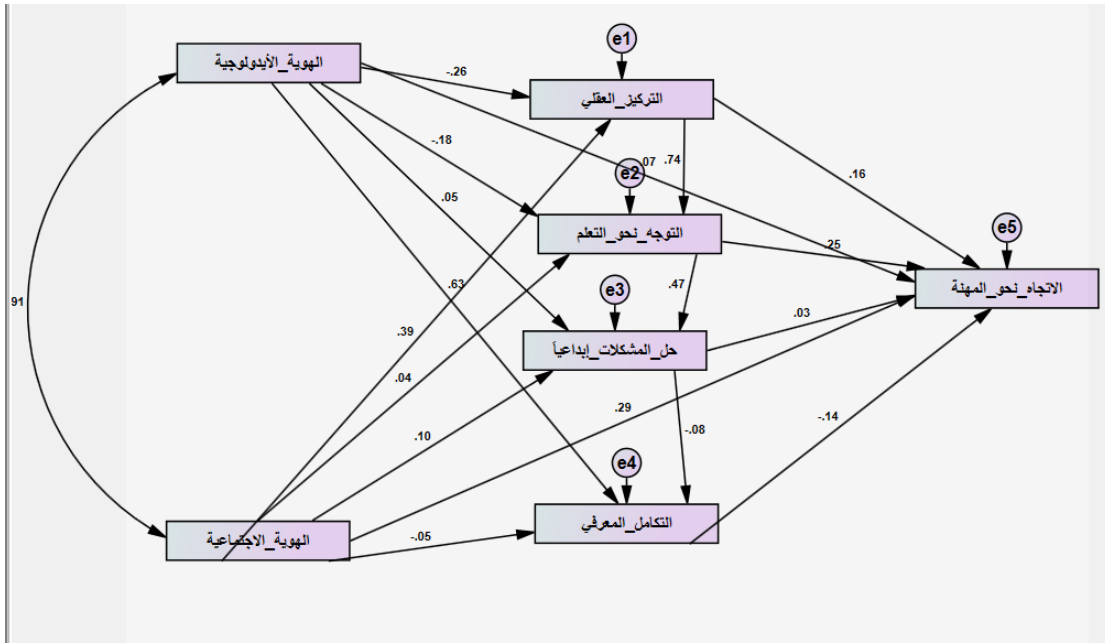 e1
الهوية_الأيدولوجية
-.26
التركيز_العقلي
-.18
.07
.74
e2
.16
.05
التوجه_نحو_التعلم
.25
e5
.63
.47
e3
الاتجاه_نحو_المهنة
91
.39
.03
حل_المشكلات_إبداعياً
.04
.29
-.14
.10
-.08
e4
الهوية_الاجتماعية
-.05
التكامل_المعرفي